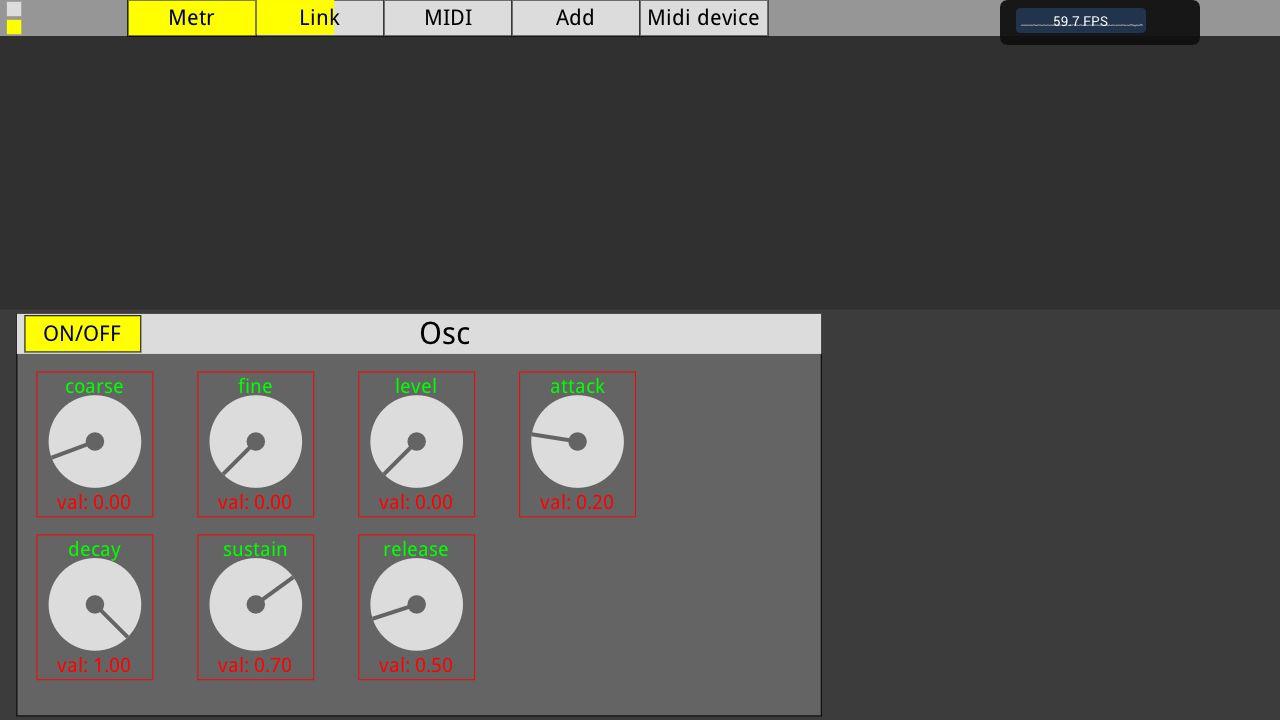 Metr Link MIDI Add Midi device 59.7 FPS
ON/OFF Osc
coarse fine level attack
val: 0.00 val: 0.00 val: 0.00 val: 0.20
decay sustain release
val: 1.00 val: 0.70 val: 0.50